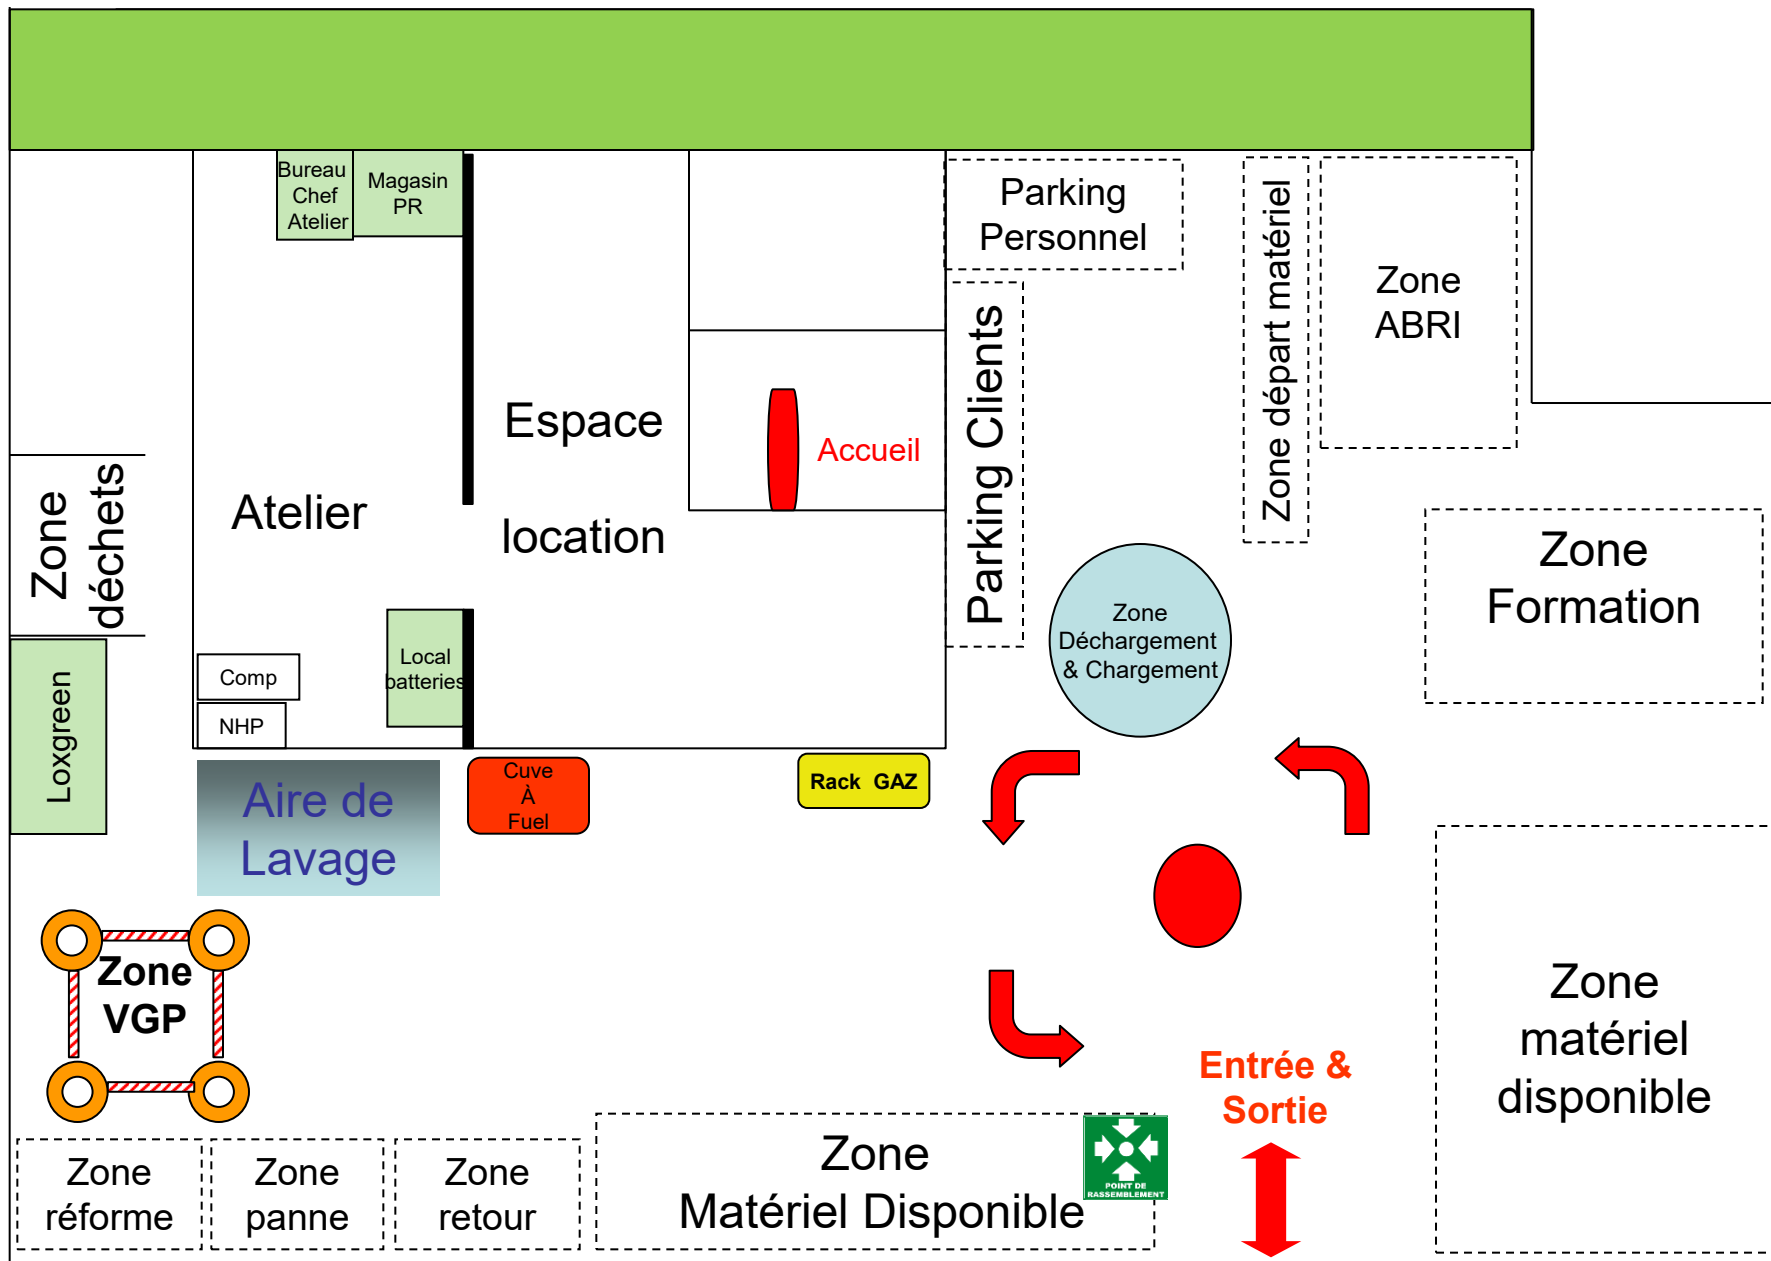 Bureau
Chef
Atelier
Magasin
PR
Parking
Personnel
Zone départ matériel
Zone
ABRI
Espace
location
Accueil
Parking Clients
Zone
déchets
Atelier
Zone
Formation
Zone
Déchargement
& Chargement
Comp
NHP
Local
batteries
Loxgreen
Aire de
Lavage
Cuve
À
Fuel
Rack GAZ
Zone
VGP
Zone
matériel
disponible
Entrée &
Sortie
Zone
réforme
Zone
panne
Zone
retour
Zone
Matériel Disponible
POINT DE
RASSEMBLEMENT